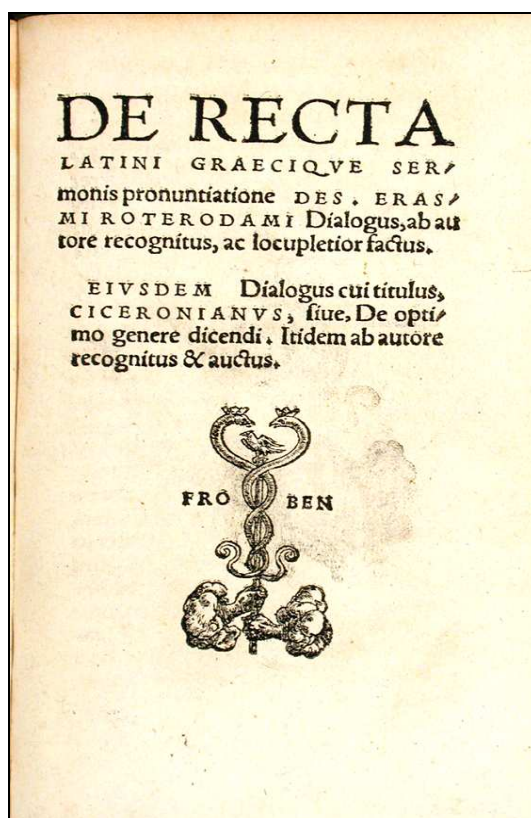 DE RECTA
LATINI GRAECIQVE SER⸗
monis pronuntiatione DES. ERAS⸗
MI ROTERODAMI Dialogus, ab au
tore recognitus, ac locupletior factus.
EIVSDEM Dialogus cui titulus,
CICERONIANVS, siue, De opti⸗
mo genere dicendi. Itidem ab autore
recognitus & auctus.
FRO BEN